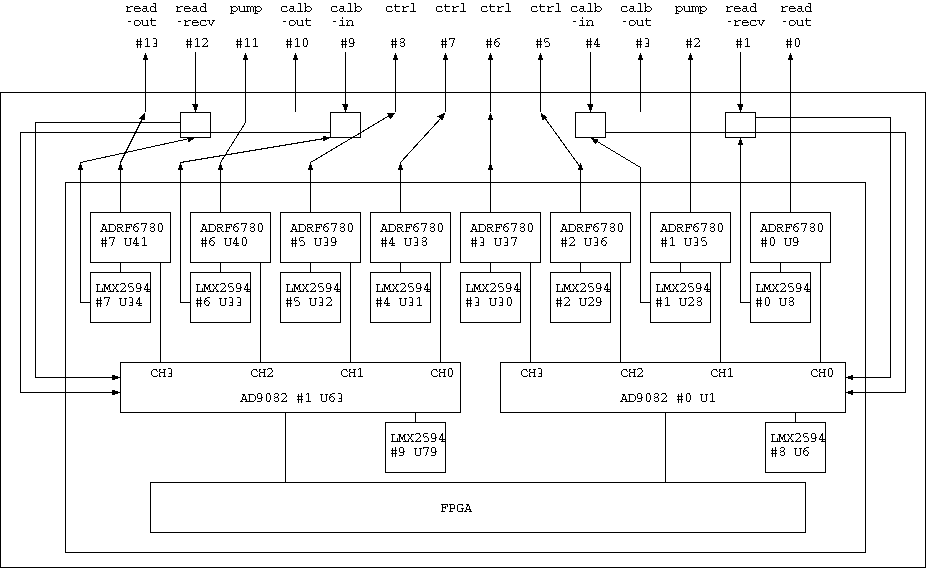 read read pump calb calb ctrl ctrl ctrl ctrl calb calb pump read read
-out -recv -out -in -in -out -recv -out
#13 #12 #11 #10 #9 #8 #7 #6 #5 #4 #3 #2 #1 #0
ADRF6780 ADRF6780 ADRF6780 ADRF6780 ADRF6780 ADRF6780 ADRF6780 ADRF6780
#7 U41 #6 U40 #5 U39 #4 U38 #3 U37 #2 U36 #1 U35 #0 U9
LMX2594 LMX2594 LMX2594 LMX2594 LMX2594 LMX2594 LMX2594 LMX2594
#7 U34 #6 U33 #5 U32 #4 U31 #3 U30 #2 U29 #1 U28 #0 U8
CH3 CH2 CH1 CH0 CH3 CH2 CH1 CH0
AD9082 #1 U63 AD9082 #0 U1
LMX2594 LMX2594
#9 U79 #8 U6
FPGA